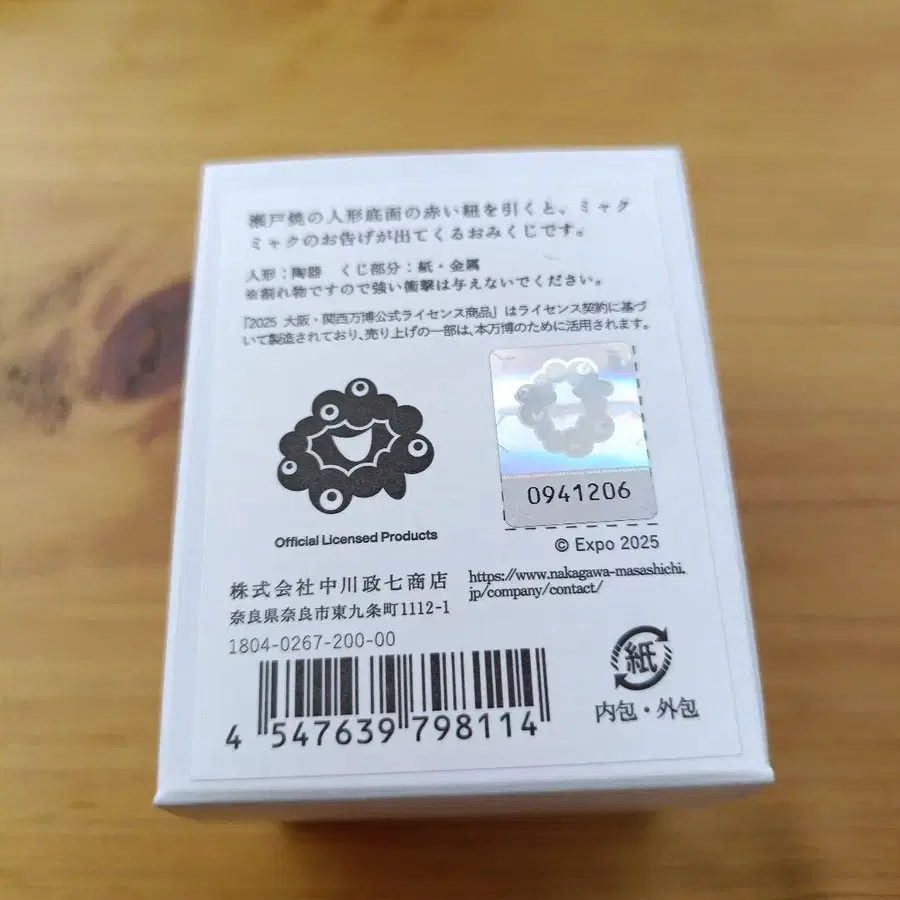 瀬戸焼の人形底面の赤い紐を引くと、ミャク
ミャクのお告げが出てくるおみくじです。
人形：陶器　くじ部分：紙・金属
※割れ物ですので強い衝撃は与えないでください。
「2025 大阪・関西万博公式ライセンス商品」はライセンス契約に基づ
いて製造されており、売り上げの一部は、本万博のために活用されます。
0941206
Official Licensed Products
© Expo 2025
株式会社中川政七商店
奈良県奈良市東九条町1112-1
https://www.nakagawa-masashichi.
jp/company/contact/
1804-0267-200-00
4 547639 798114
紙
内包・外包